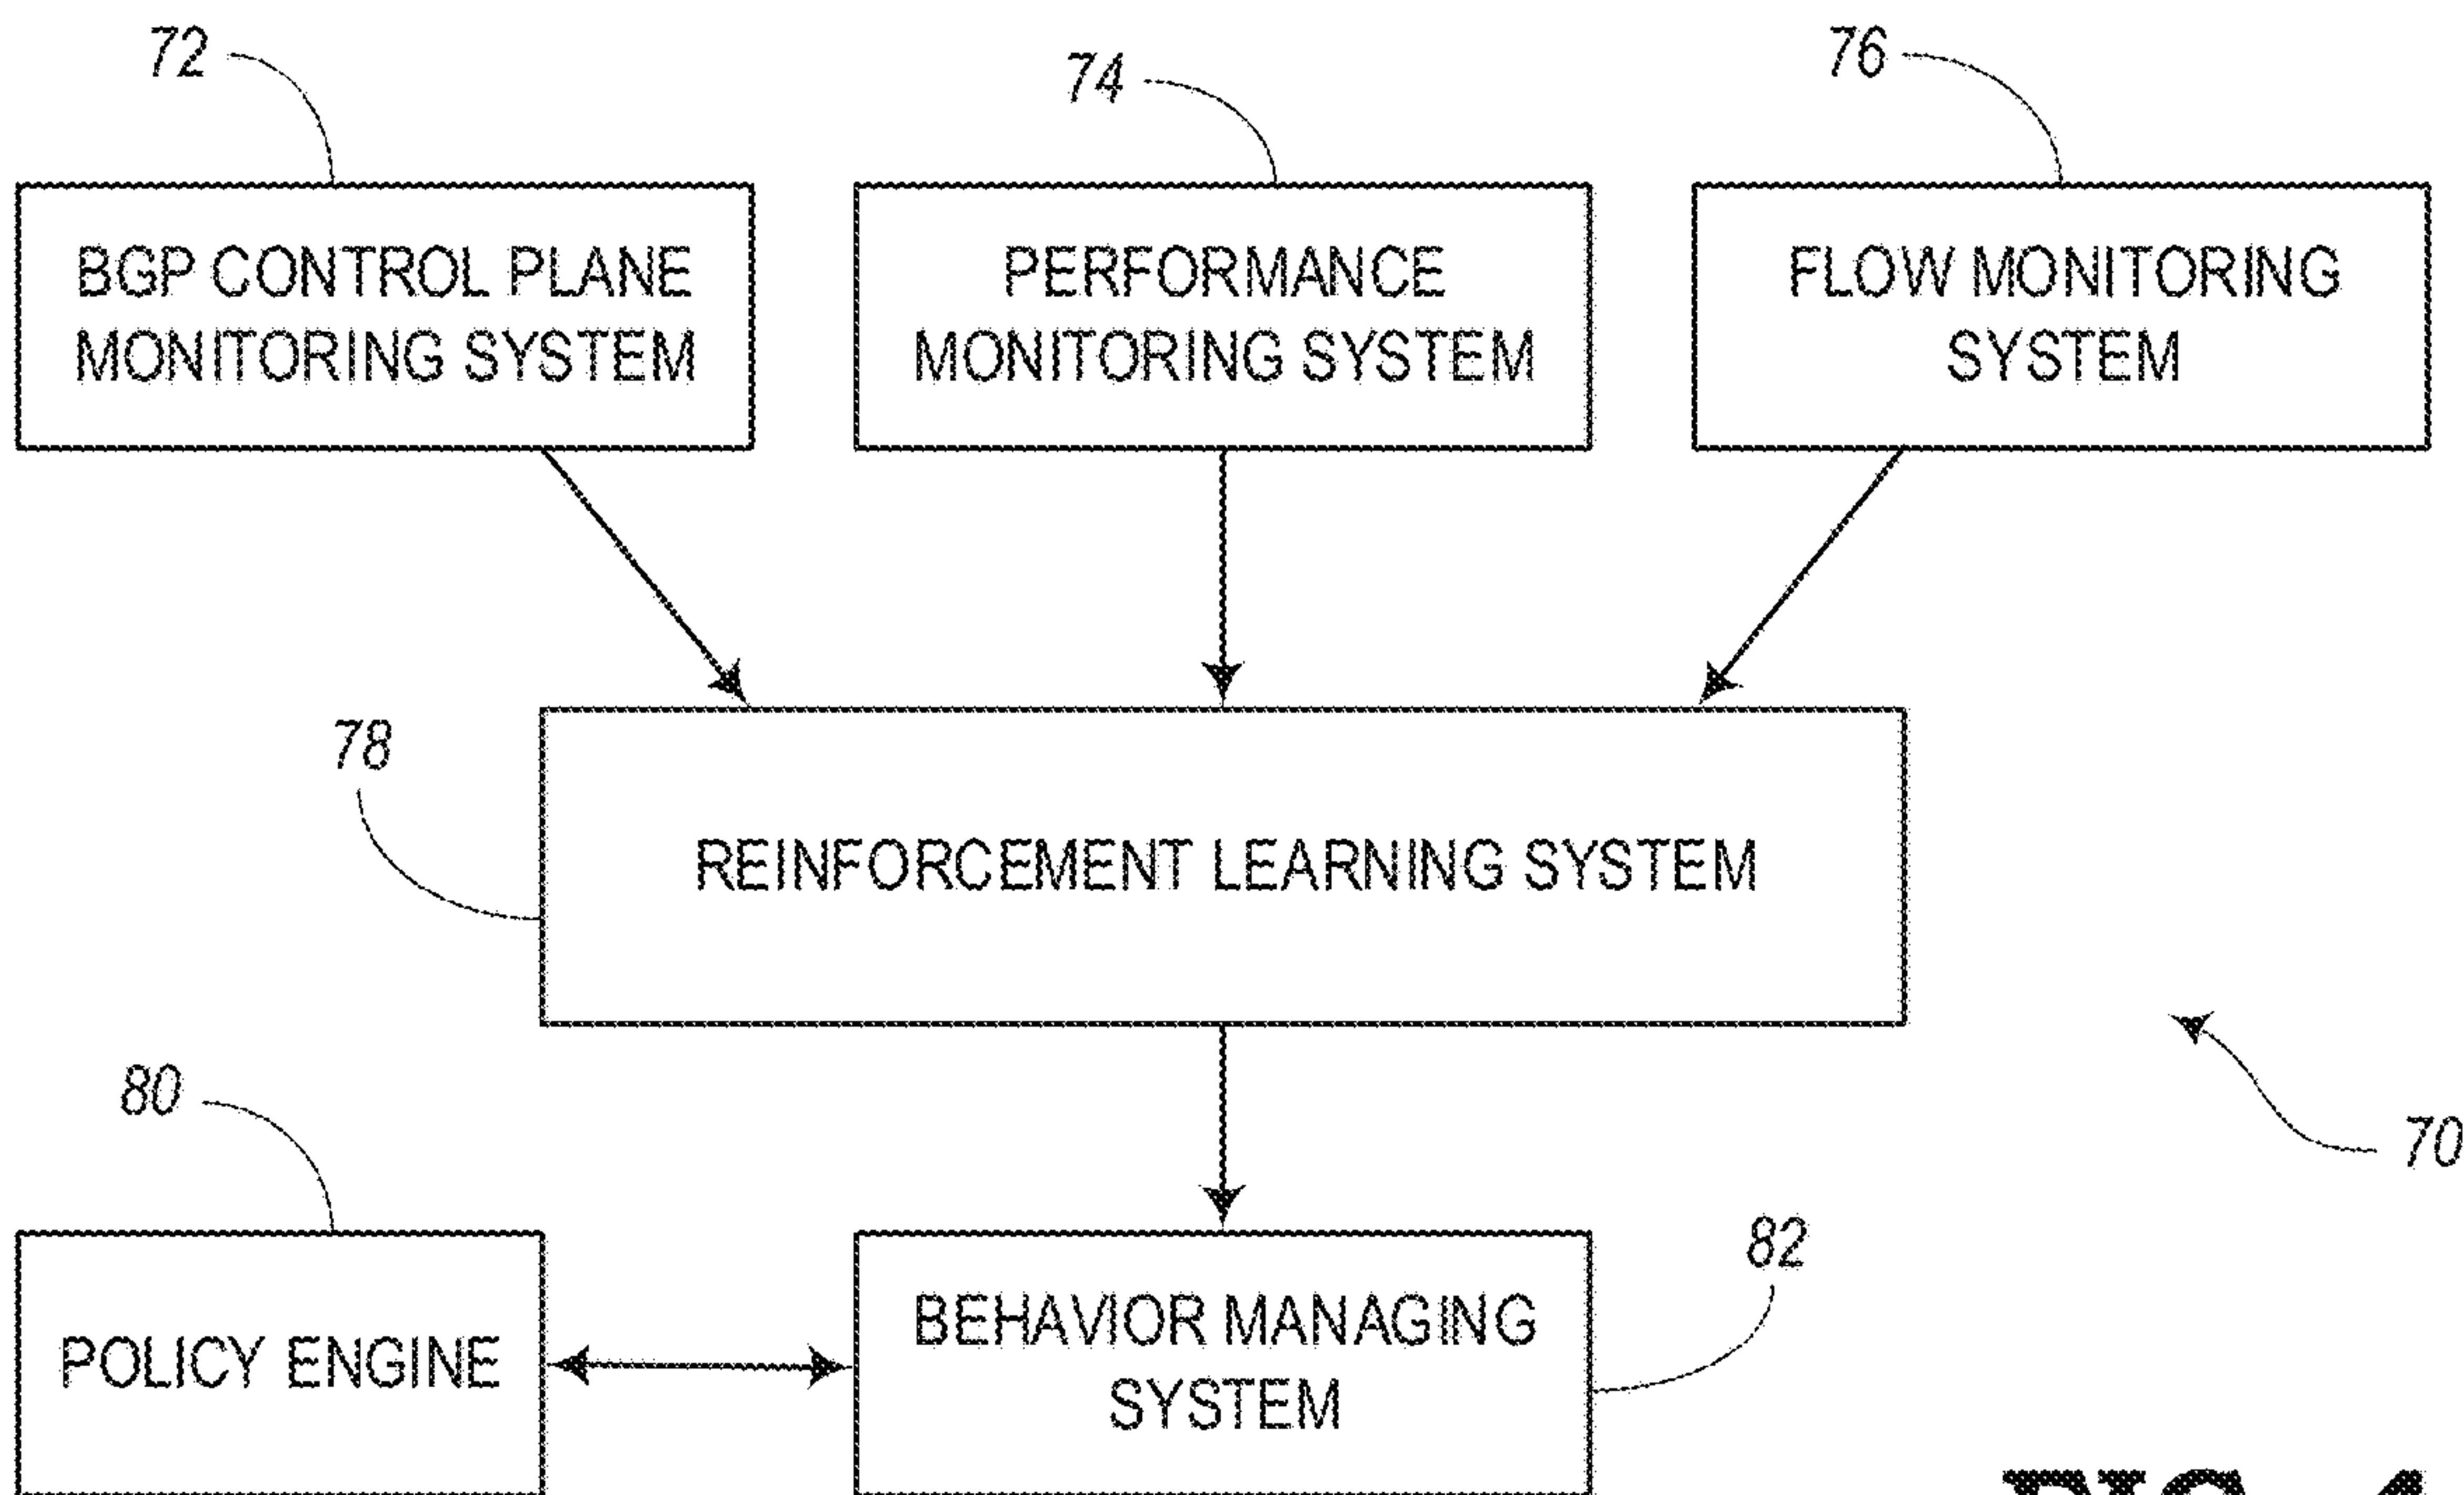 72
74
76
BGP CONTROL PLANE
MONITORING SYSTEM
PERFORMANCE
MONITORING SYSTEM
FLOW MONITORING
SYSTEM
78
REINFORCEMENT LEARNING SYSTEM
70
80
82
POLICY ENGINE
BEHAVIOR MANAGING
SYSTEM